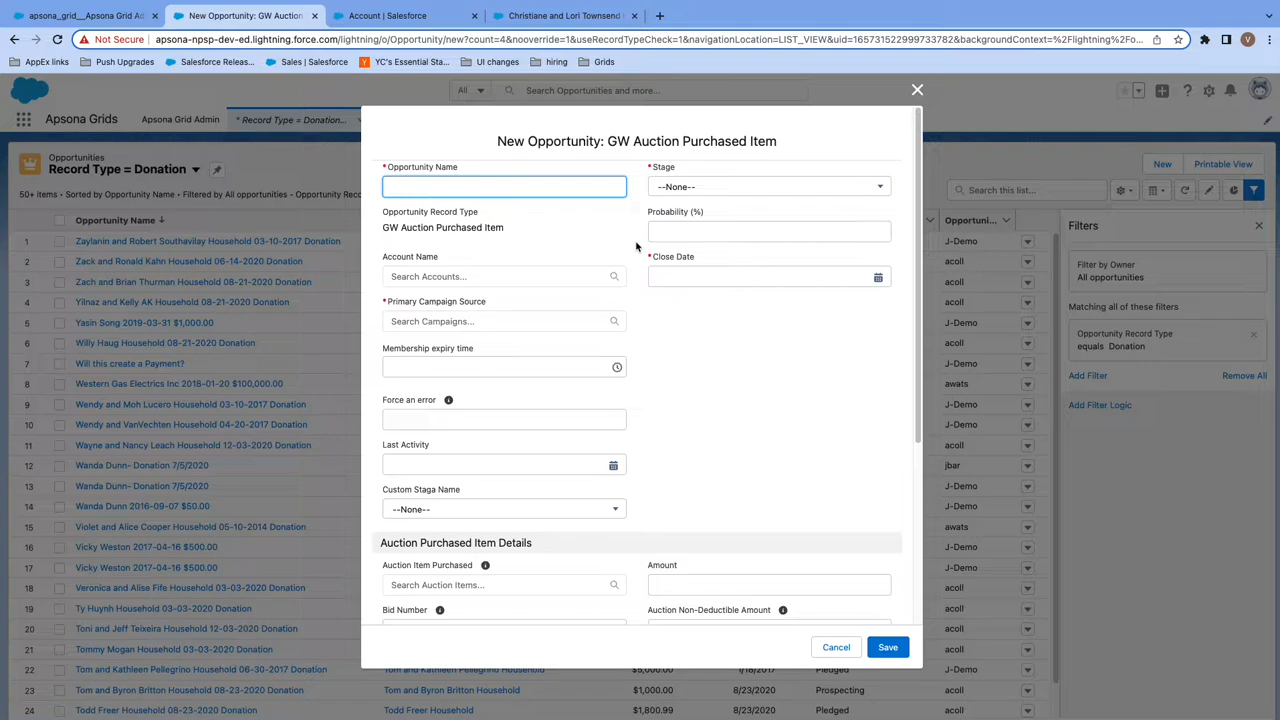 apsona_grid__Apsona Grid Ad
New Opportunity: GW Auction
Account | Salesforce
Christiane and Lori Townsend
Not Secure
apsona-npsp-dev-ed.lightning.force.com/lightning/o/Opportunity/new?count=4&nooverride=1&useRecordTypeCheck=1&navigationLocation=LIST_VIEW&uid=165731522999733782&backgroundContext=%2Flightning%2Fo...
V
AppEx links
Push Upgrades
Salesforce Releas...
Sales | Salesforce
YC's Essential Sta...
UI changes
hiring
Grids
All
Search Opportunities and more...
Apsona Grids
Apsona Grid Admin
* Record Type = Donation...
Opportunities
Record Type = Donation
New
Printable View
50+ items • Sorted by Opportunity Name • Filtered by All opportunities - Opportunity Rec
Search this list...
Opportunity Name
Opportuni...
1 Zaylanin and Robert Southavilay Household 03-10-2017 Donation J-Demo
2 Zack and Ronald Kahn Household 06-14-2020 Donation acoll
3 Zach and Brian Thurman Household 08-21-2020 Donation acoll
4 Yilnaz and Kelly AK Household 08-21-2020 Donation acoll
5 Yasin Song 2019-03-31 $1,000.00 J-Demo
6 Willy Haug Household 08-21-2020 Donation acoll
7 Will this create a Payment? J-Demo
8 Western Gas Electrics Inc 2018-01-20 $100,000.00 awats
9 Wendy and Moh Lucero Household 03-10-2017 Donation J-Demo
10 Wendy and VanVechten Household 04-20-2017 Donation J-Demo
11 Wayne and Nancy Leach Household 12-03-2020 Donation acoll
12 Wanda Dunn- Donation 7/5/2020 jbar
13 Wanda Dunn- Donation 7/5/2020 J-Demo
14 Wanda Dunn 2016-09-07 $50.00 J-Demo
15 Violet and Alice Cooper Household 05-10-2014 Donation awats
16 Vicky Weston 2017-04-16 $500.00 J-Demo
17 Vicky Weston 2017-04-16 $500.00 J-Demo
18 Veronica and Alise Fife Household 03-03-2020 Donation J-Demo
19 Ty Huynh Household 03-03-2020 Donation acoll
20 Toni and Jeff Teixeira Household 12-03-2020 Donation acoll
21 Tommy Mogan Household 03-03-2020 Donation acoll
22 Tom and Kathleen Pellegrino Household 06-30-2017 Donation Tom and Kathleen Pellegrino Household $5,000.00 1/18/2017 Pledged J-Demo
23 Tom and Byron Britton Household 08-23-2020 Donation Tom and Byron Britton Household $1,000.00 8/23/2020 Prospecting acoll
24 Todd Freer Household 08-23-2020 Donation Todd Freer Household $1,800.99 8/23/2020 Pledged acoll
New Opportunity: GW Auction Purchased Item
*Opportunity Name
*Stage
--None--
Opportunity Record Type
GW Auction Purchased Item
Probability (%)
Account Name
Search Accounts...
*Close Date
*Primary Campaign Source
Search Campaigns...
Membership expiry time
Force an error
Last Activity
Custom Staga Name
--None--
Auction Purchased Item Details
Auction Item Purchased
Search Auction Items...
Amount
Bid Number
Auction Non-Deductible Amount
Cancel
Save
Filters
Filter by Owner
All opportunities
Matching all of these filters
Opportunity Record Type
equals Donation
Add Filter
Remove All
Add Filter Logic